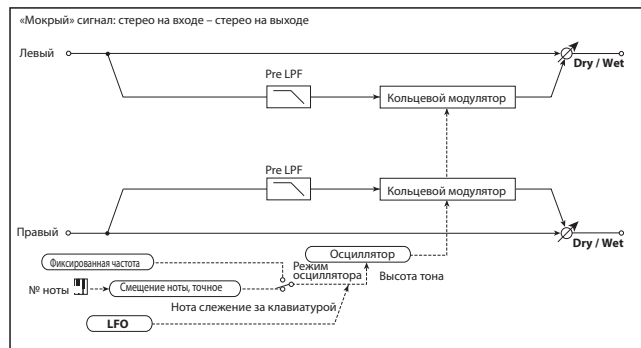 «Мокрый» сигнал: стерео на входе – стерео на выходе
Левый
Dry / Wet
Pre LPF
Кольцевой модулятор
Pre LPF
Кольцевой модулятор
Правый
Dry / Wet
Осциллятор
Фиксированная частота
Режим
осциллятора
Высота тона
№ ноты
Смещение ноты, точное
Нота слежение за клавиатурой
LFO